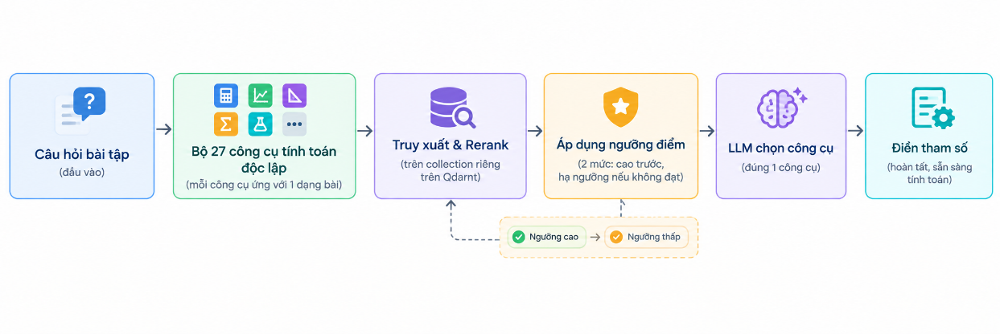 ?
Câu hỏi bài tập
(đầu vào)
Σ
Bộ 27 công cụ tính toán
độc lập
(mỗi công cụ ứng với 1 dạng bài)
Truy xuất & Rerank
(trên collection riêng
trên Qdarnt)
Áp dụng ngưỡng điểm
(2 mức: cao trước,
hạ ngưỡng nếu không đạt)
LLM chọn công cụ
(đúng 1 công cụ)
Điền tham số
(hoàn tất, sẵn sàng
tính toán)
Ngưỡng cao
Ngưỡng thấp